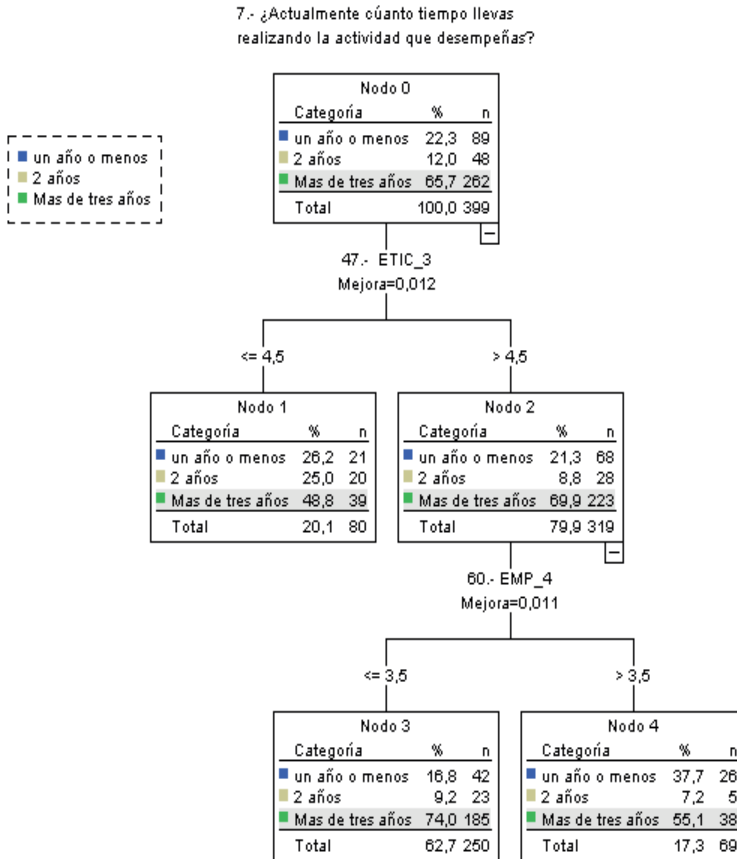 7.- ¿Actualmente cúanto tiempo llevas
realizando la actividad que desempeñas?
Nodo 0
Categoría % n
un año o menos 22,3 89
2 años 12,0 48
Mas de tres años 65,7 262
Total 100,0 399
un año o menos
2 años
Mas de tres años
47.- ETIC_3
Mejora=0,012
<= 4,5
> 4,5
Nodo 1
Categoría % n
un año o menos 26,2 21
2 años 25,0 20
Mas de tres años 48,8 39
Total 20,1 80
Nodo 2
Categoría % n
un año o menos 21,3 68
2 años 8,8 28
Mas de tres años 69,9 223
Total 79,9 319
60.- EMP_4
Mejora=0,011
<= 3,5
> 3,5
Nodo 3
Categoría % n
un año o menos 16,8 42
2 años 9,2 23
Mas de tres años 74,0 185
Total 62,7 250
Nodo 4
Categoría % n
un año o menos 37,7 26
2 años 7,2 5
Mas de tres años 55,1 38
Total 17,3 69